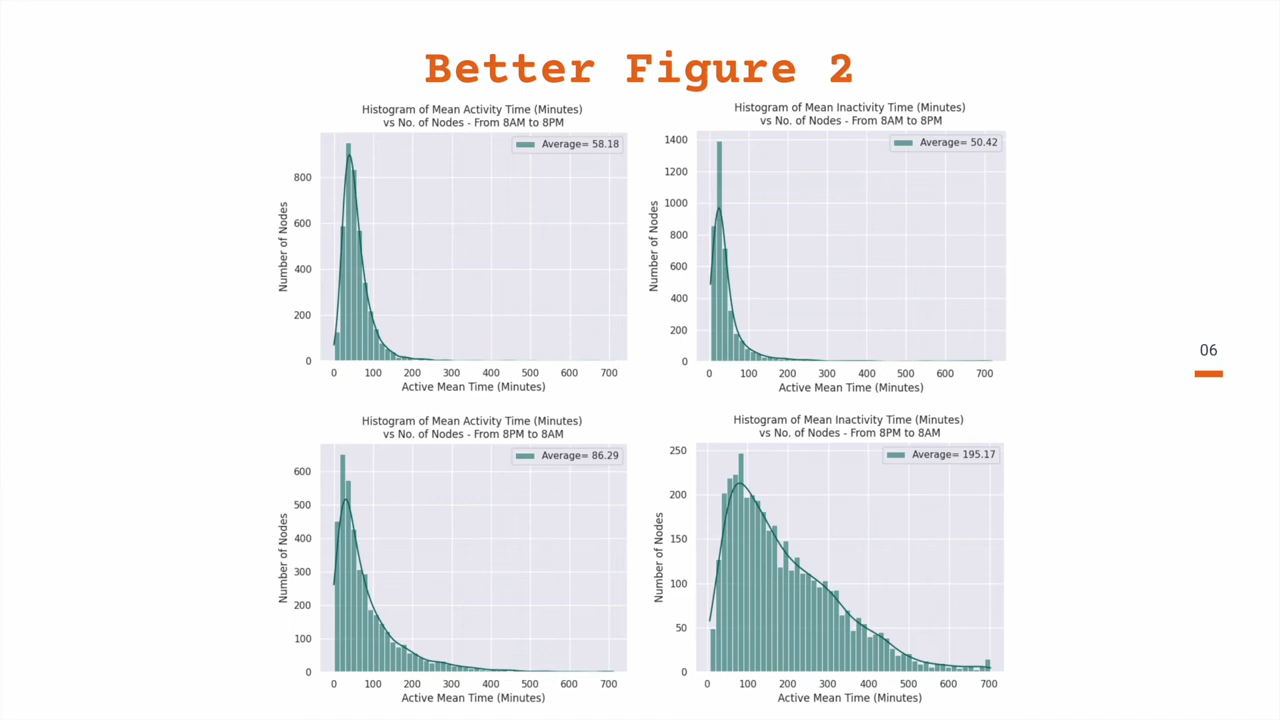 Better Figure 2
Histogram of Mean Activity Time (Minutes)
vs No. of Nodes - From 8AM to 8PM
Average= 58.18
Number of Nodes
800
600
400
200
0
0 100 200 300 400 500 600 700
Active Mean Time (Minutes)
Histogram of Mean Inactivity Time (Minutes)
vs No. of Nodes - From 8AM to 8PM
Average= 50.42
Number of Nodes
1400
1200
1000
800
600
400
200
0
0 100 200 300 400 500 600 700
Active Mean Time (Minutes)
06
Histogram of Mean Activity Time (Minutes)
vs No. of Nodes - From 8PM to 8AM
Average= 86.29
Number of Nodes
600
500
400
300
200
100
0
0 100 200 300 400 500 600 700
Active Mean Time (Minutes)
Histogram of Mean Inactivity Time (Minutes)
vs No. of Nodes - From 8PM to 8AM
Average= 195.17
Number of Nodes
250
200
150
100
50
0
0 100 200 300 400 500 600 700
Active Mean Time (Minutes)